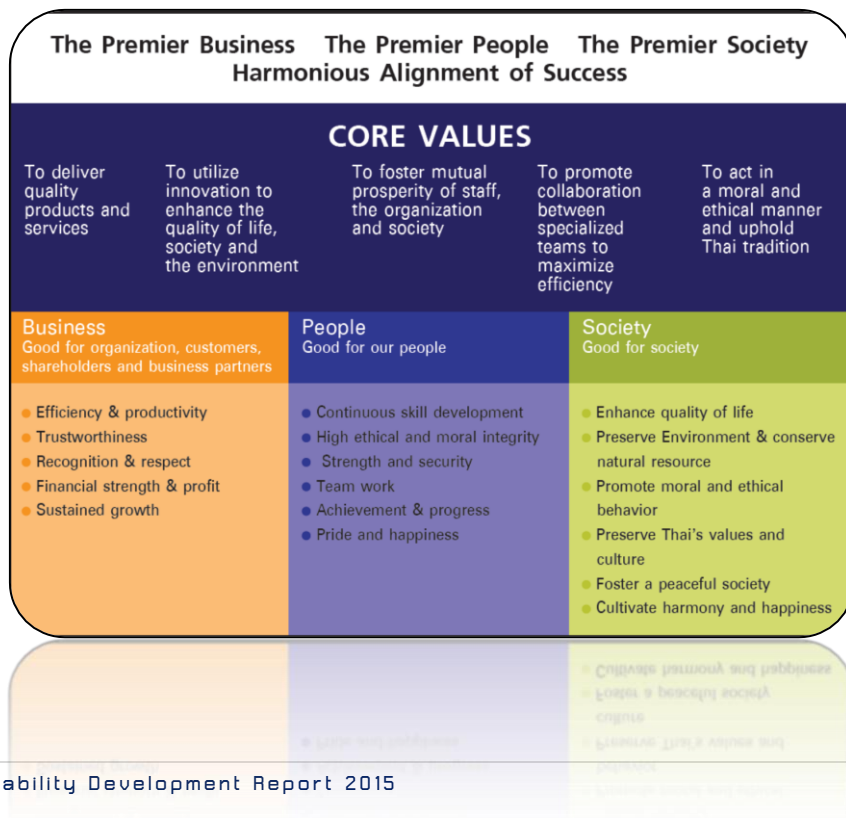 The Premier Business The Premier People The Premier Society
Harmonious Alignment of Success
CORE VALUES
To deliver
quality
products and
services
To utilize
innovation to
enhance the
quality of life,
society and
the environment
To foster mutual
prosperity of staff,
the organization
and society
To promote
collaboration
between
specialized
teams to
maximize
efficiency
To act in
a moral and
ethical manner
and uphold
Thai tradition
Business
Good for organization, customers,
shareholders and business partners
• Efficiency & productivity
• Trustworthiness
• Recognition & respect
• Financial strength & profit
• Sustained growth
People
Good for our people
• Continuous skill development
• High ethical and moral integrity
• Strength and security
• Team work
• Achievement & progress
• Pride and happiness
Society
Good for society
• Enhance quality of life
• Preserve Environment & conserve
natural resource
• Promote moral and ethical
behavior
• Preserve Thai's values and
culture
• Foster a peaceful society
• Cultivate harmony and happiness
ability Development Report 2015